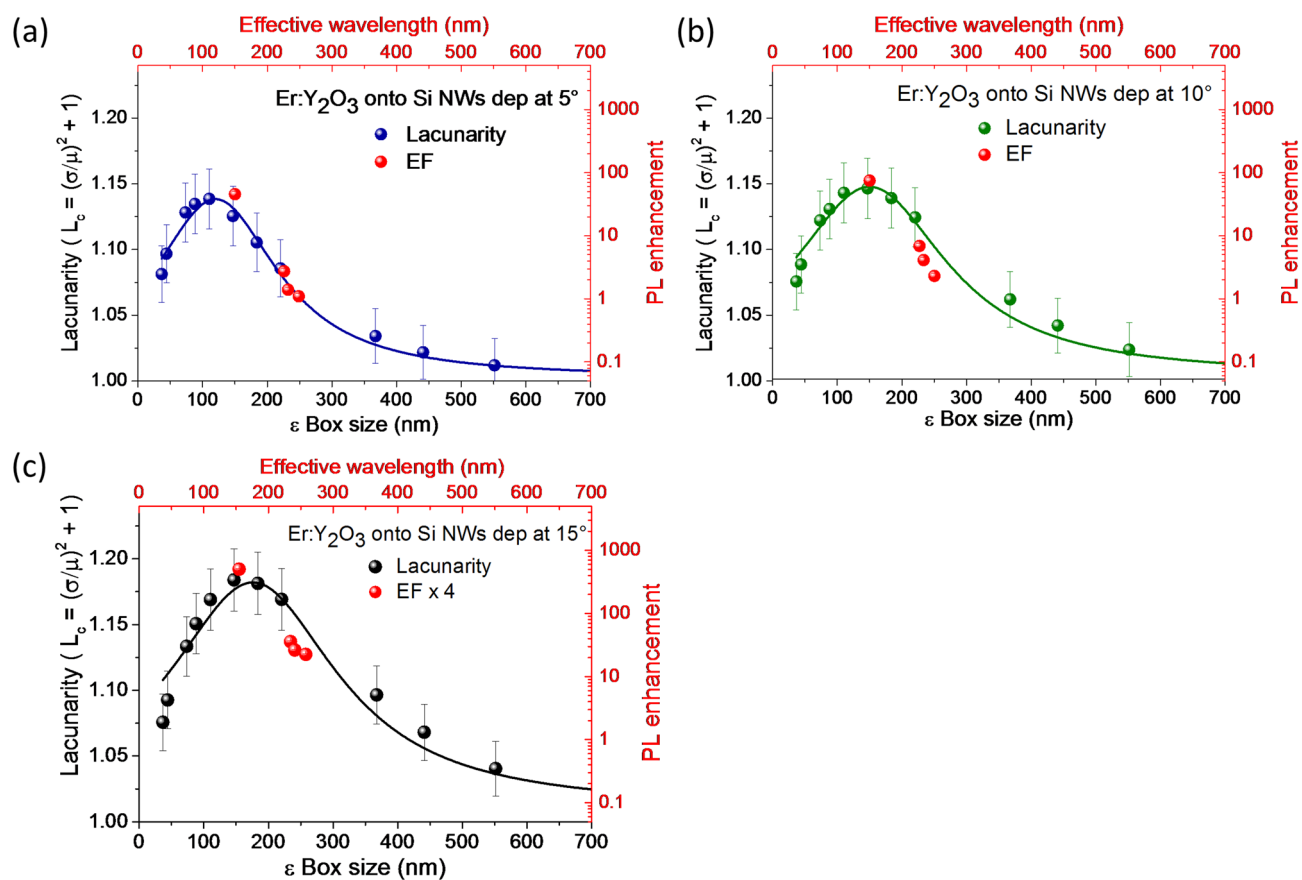 (a)
Effective wavelength (nm)
0 100 200 300 400 500 600 700
Er:Y₂O₃ onto Si NWs dep at 5°
Lacunarity
EF
Lacunarity ( L_c = (σ/μ)² + 1)
1.20
1.15
1.10
1.05
1.00
1000
100
10
1
0.1
PL enhancement
0 100 200 300 400 500 600 700
ε Box size (nm)
(b)
Effective wavelength (nm)
0 100 200 300 400 500 600 700
Er:Y₂O₃ onto Si NWs dep at 10°
Lacunarity
EF
Lacunarity ( L_c = (σ/μ)² + 1)
1.20
1.15
1.10
1.05
1.00
1000
100
10
1
0.1
PL enhancement
0 100 200 300 400 500 600 700
ε Box size (nm)
(c)
Effective wavelength (nm)
0 100 200 300 400 500 600 700
Er:Y₂O₃ onto Si NWs dep at 15°
Lacunarity
EF x 4
Lacunarity ( L_c = (σ/μ)² + 1)
1.20
1.15
1.10
1.05
1.00
1000
100
10
1
0.1
PL enhancement
0 100 200 300 400 500 600 700
ε Box size (nm)